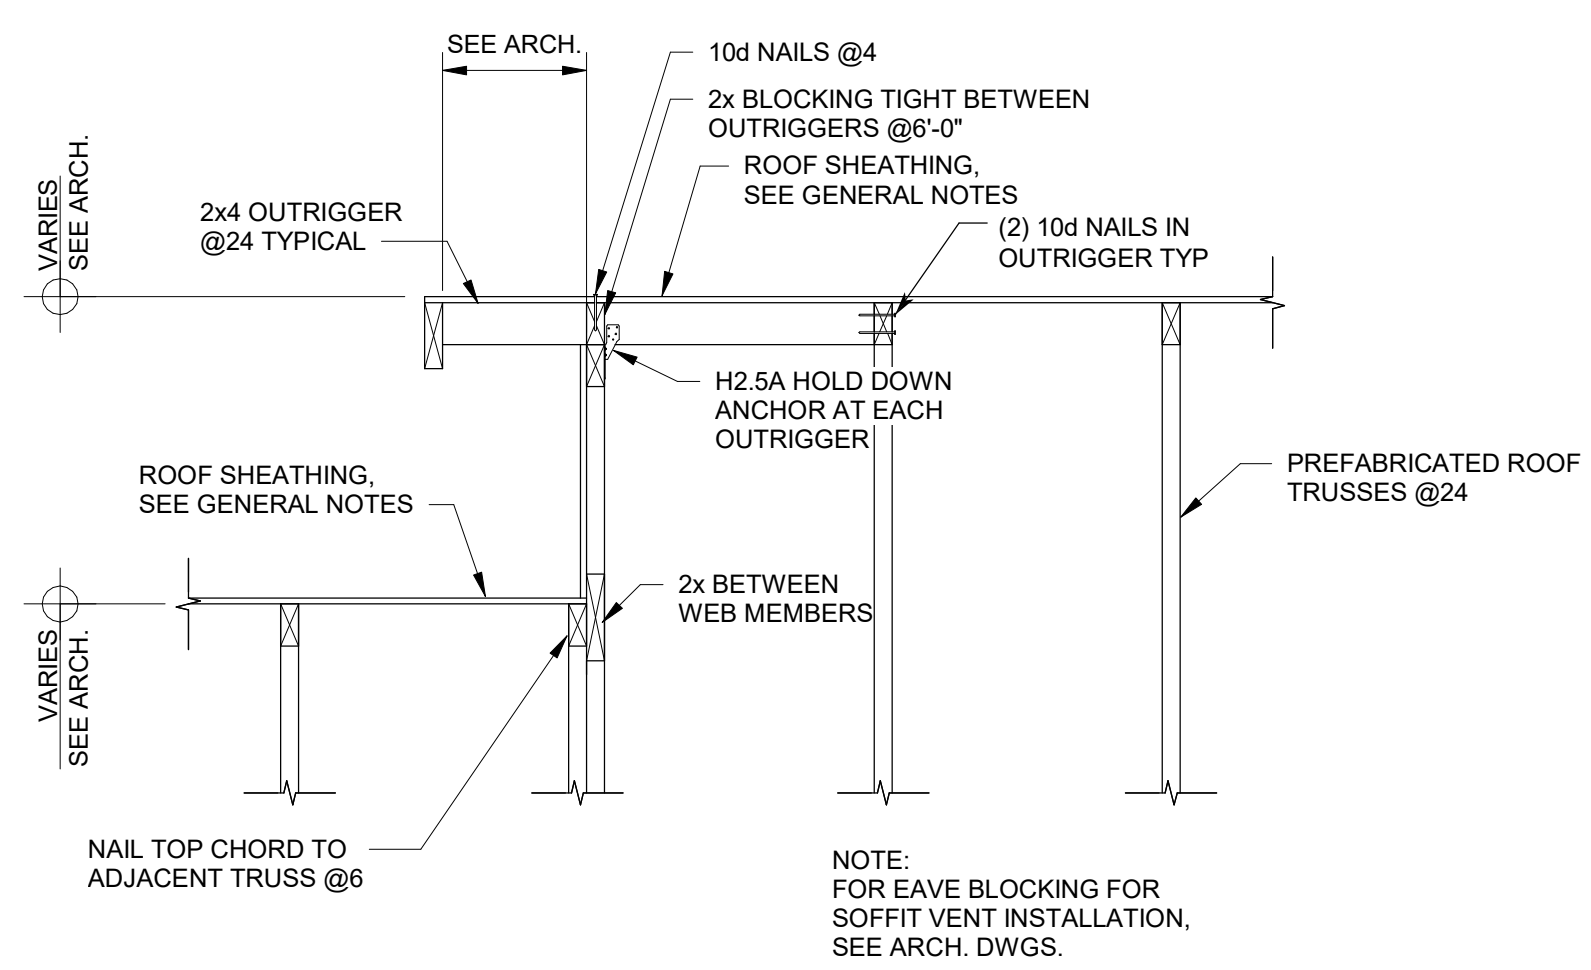 SEE ARCH.
10d NAILS @4
2x BLOCKING TIGHT BETWEEN
OUTRIGGERS @6'-0"
ROOF SHEATHING,
SEE GENERAL NOTES
(2) 10d NAILS IN
OUTRIGGER TYP
2x4 OUTRIGGER
@24 TYPICAL
VARIES
SEE ARCH.
H2.5A HOLD DOWN
ANCHOR AT EACH
OUTRIGGER
ROOF SHEATHING,
SEE GENERAL NOTES
PREFABRICATED ROOF
TRUSSES @24
2x BETWEEN
WEB MEMBERS
VARIES
SEE ARCH.
NAIL TOP CHORD TO
ADJACENT TRUSS @6
NOTE:
FOR EAVE BLOCKING FOR
SOFFIT VENT INSTALLATION,
SEE ARCH. DWGS.